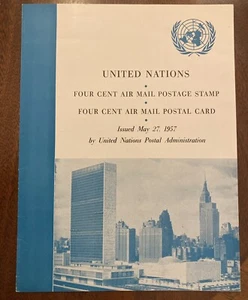 UNITED NATIONS
FOUR CENT AIR MAIL POSTAGE STAMP
FOUR CENT AIR MAIL POSTAL CARD
Issued May 27, 1957
by United Nations Postal Administration